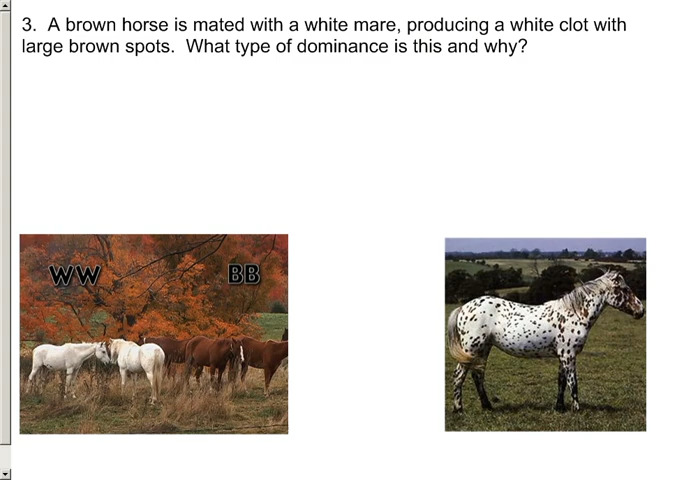 3.  A brown horse is mated with a white mare, producing a white clot with
large brown spots.  What type of dominance is this and why?
WW
BB